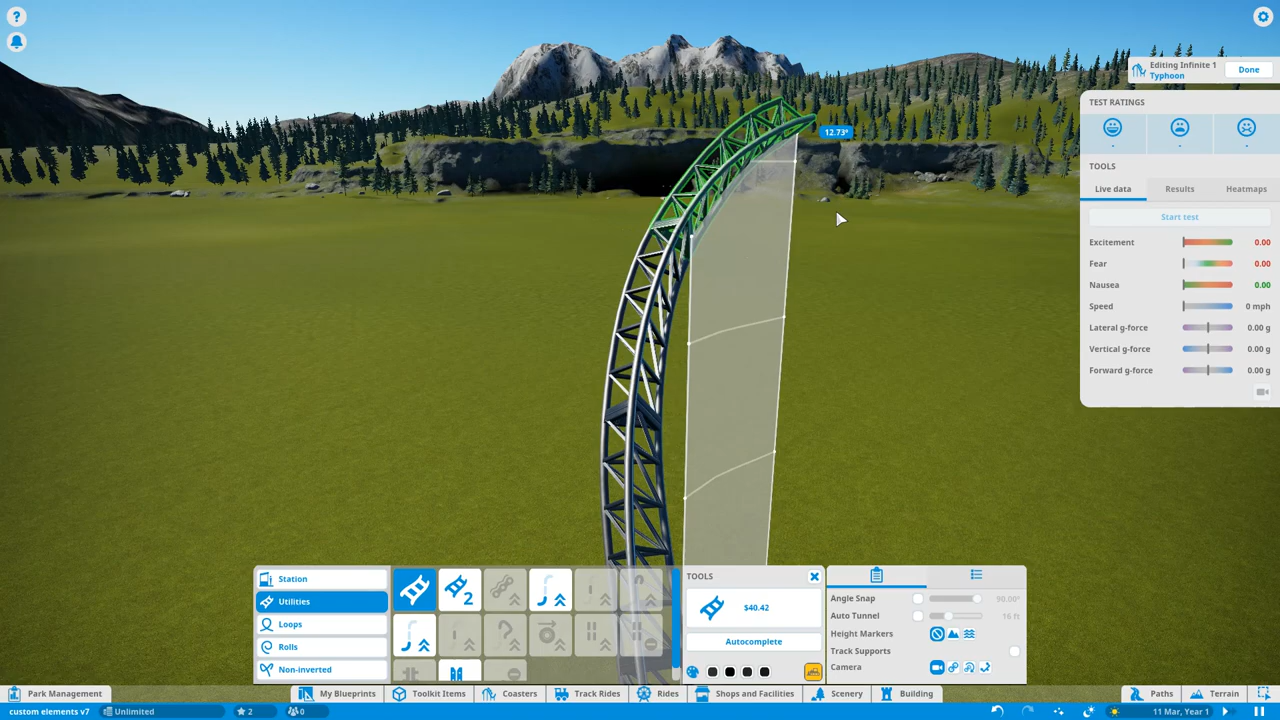 ?
Editing Infinite 1
Typhoon
Done
TEST RATINGS
-
-
-
TOOLS
Live data
Results
Heatmaps
Start test
Excitement 0.00
Fear 0.00
Nausea 0.00
Speed 0 mph
Lateral g-force 0.00 g
Vertical g-force 0.00 g
Forward g-force 0.00 g
12.73°
Station
Utilities
Loops
Rolls
Non-inverted
2
TOOLS
$40.42
Autocomplete
Angle Snap 90.00°
Auto Tunnel 16 ft
Height Markers
Track Supports
Camera
Park Management
My Blueprints
Toolkit Items
Coasters
Track Rides
Rides
Shops and Facilities
Scenery
Building
Paths
Terrain
custom elements v7
Unlimited
2
0
11 Mar, Year 1